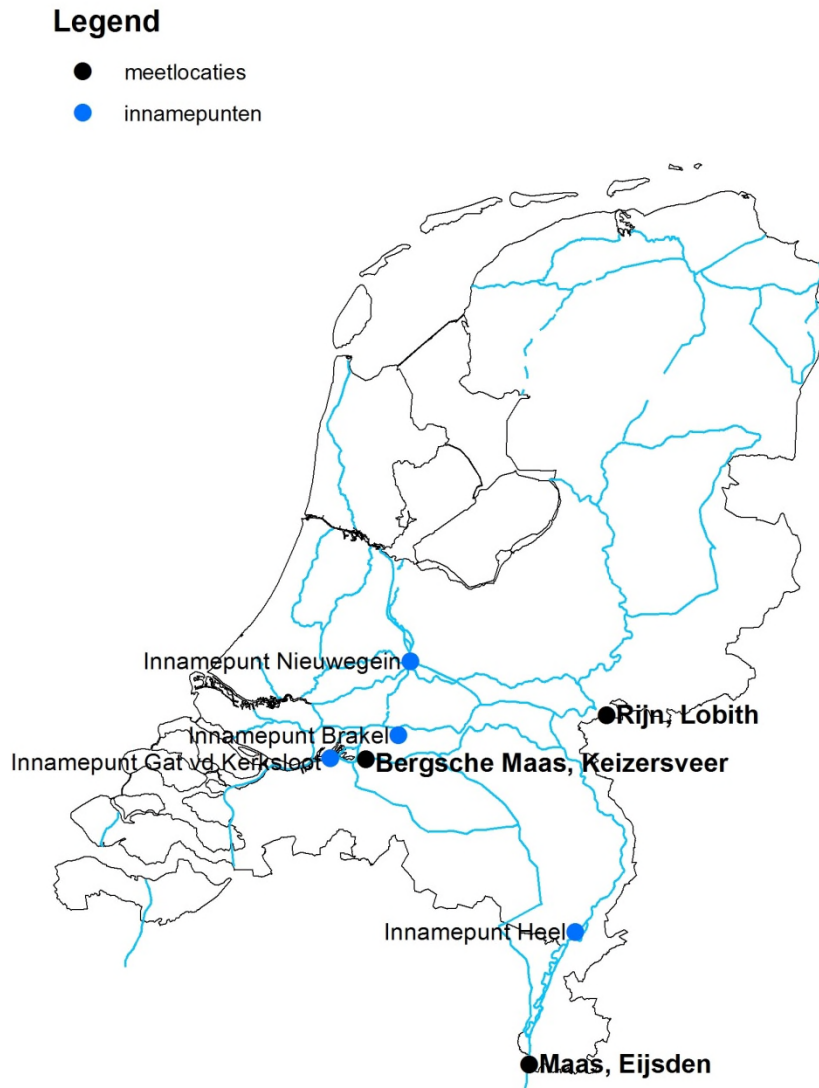 Legend
meetlocaties
innamepunten
Innamepunt Nieuwegein
Rijn, Lobith
Innamepunt Brakel
Innamepunt Gat vd Kerksloot
Bergsche Maas, Keizersveer
Innamepunt Heel
Maas, Eijsden